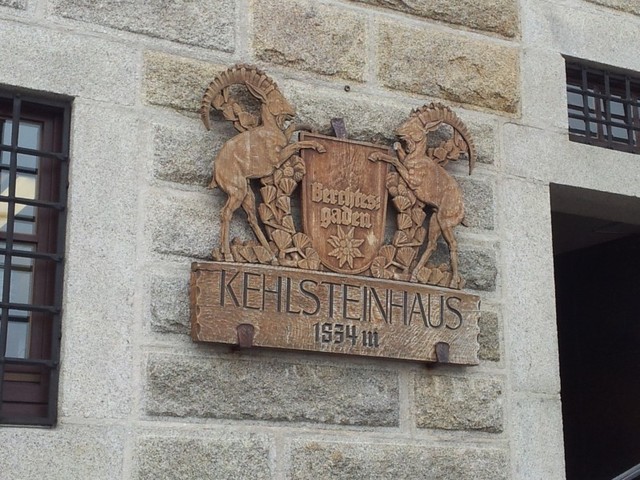 Berchtes-
gaden
KEHLSTEINHAUS
1834 m